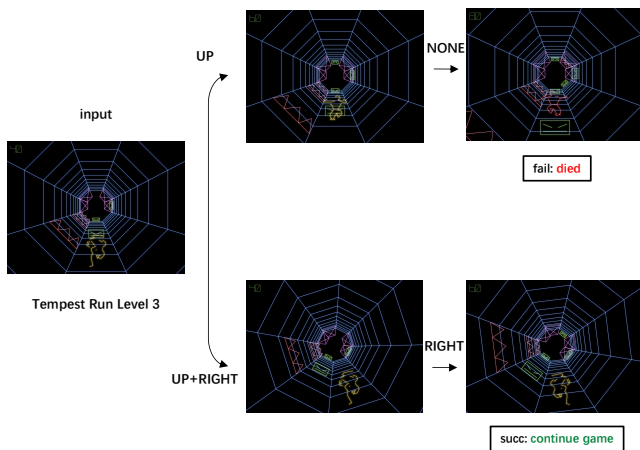 UP
NONE
input
fail: died
Tempest Run Level 3
UP+RIGHT
RIGHT
succ: continue game